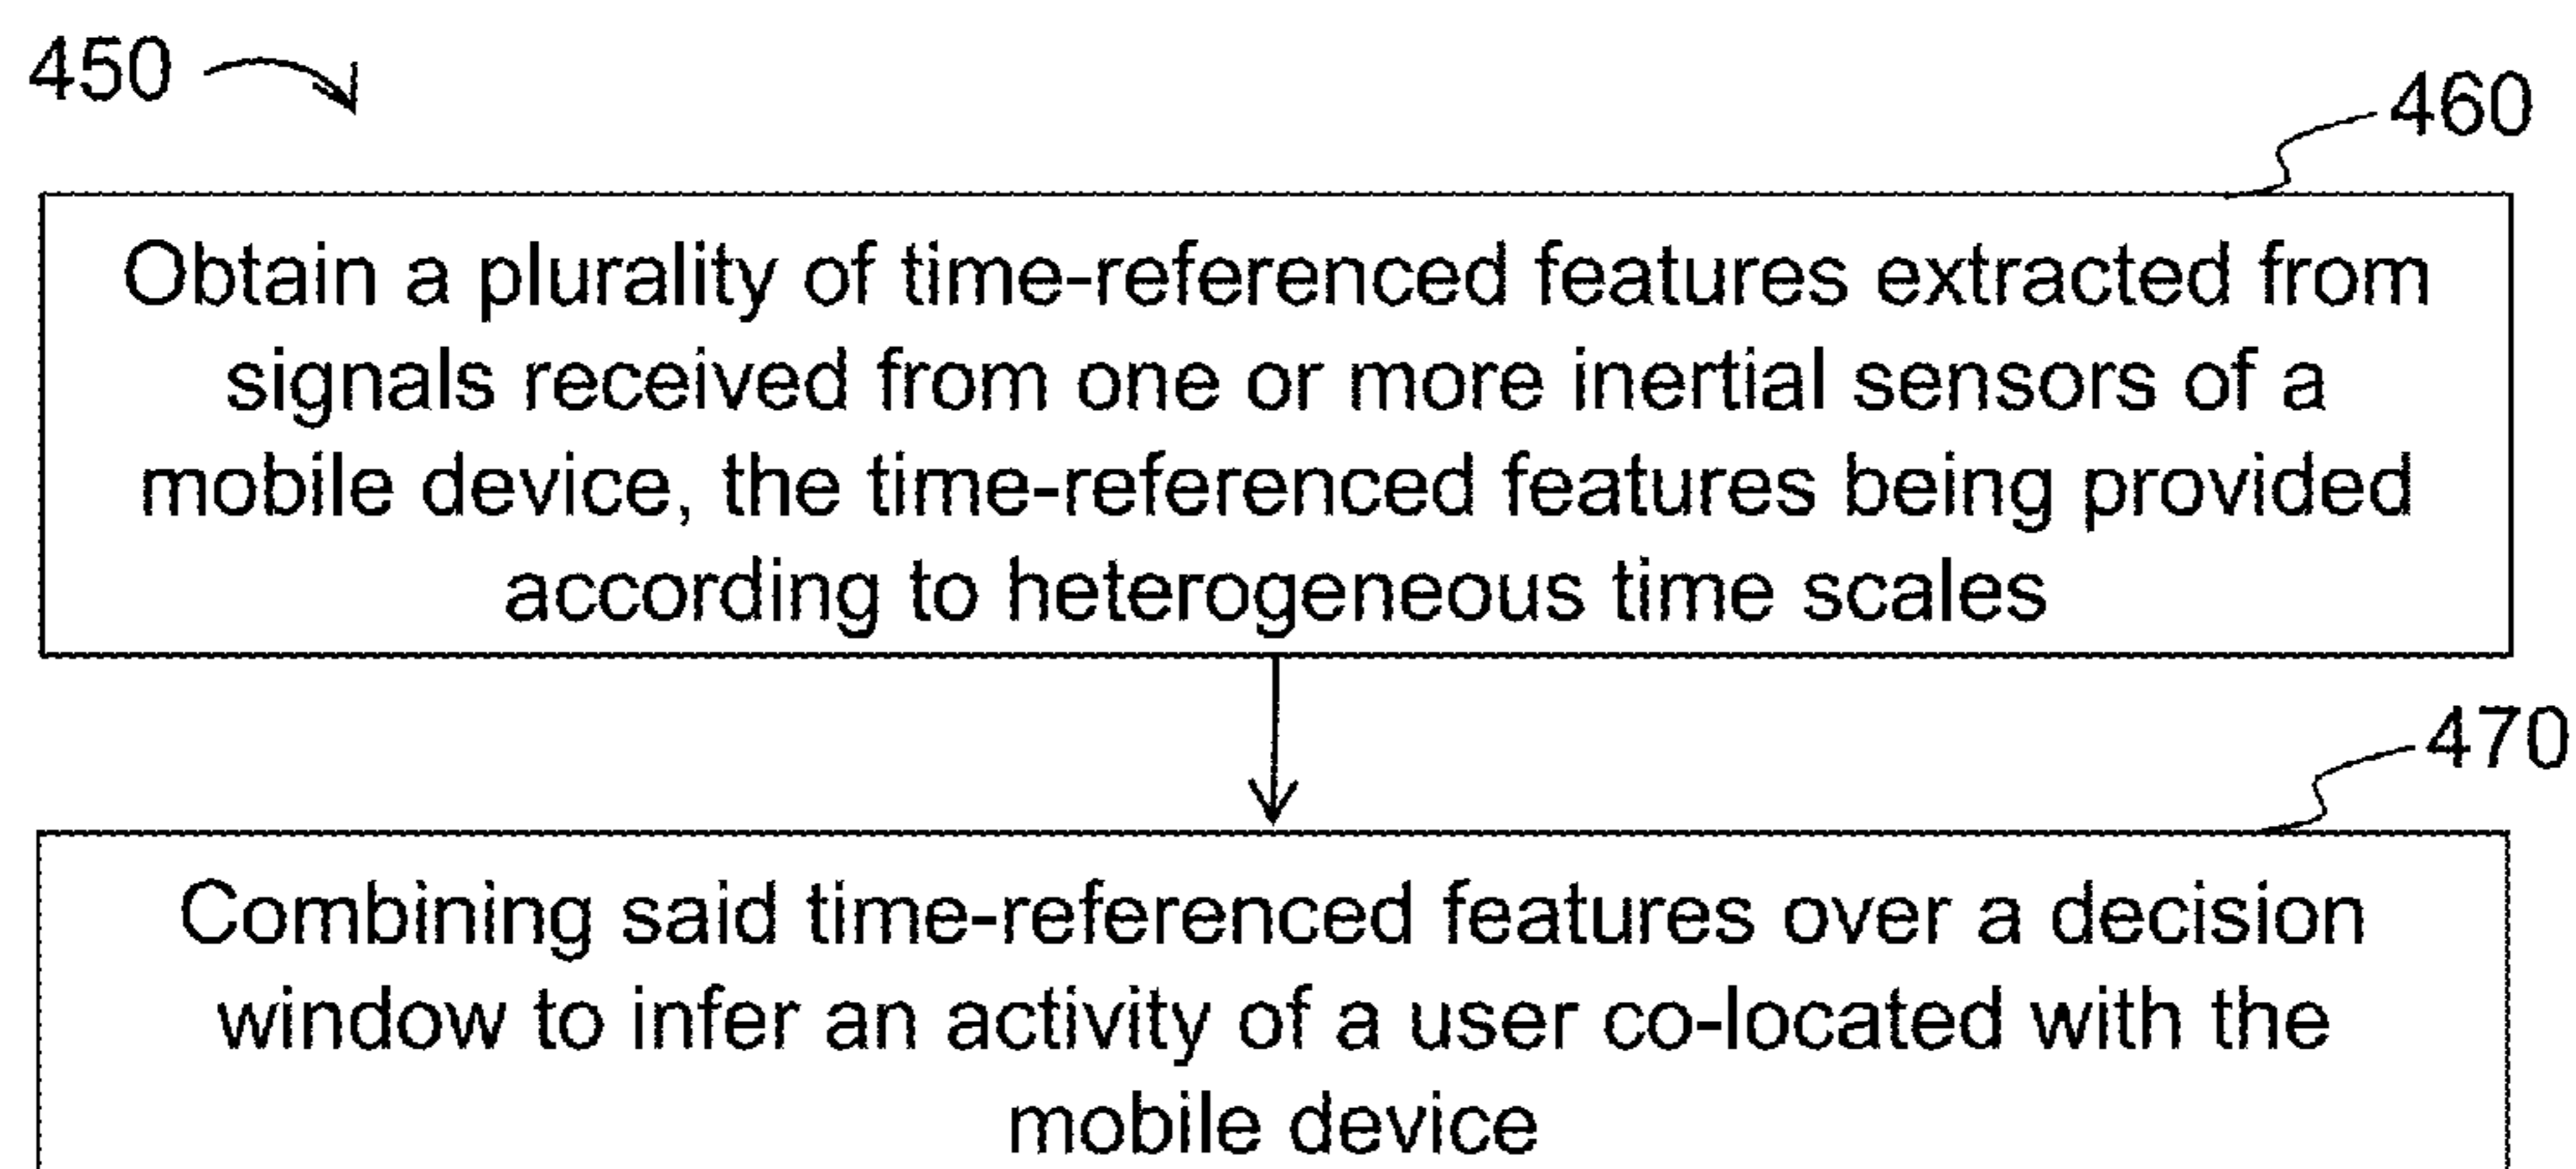 450
460
Obtain a plurality of time-referenced features extracted from
signals received from one or more inertial sensors of a
mobile device, the time-referenced features being provided
according to heterogeneous time scales
470
Combining said time-referenced features over a decision
window to infer an activity of a user co-located with the
mobile device